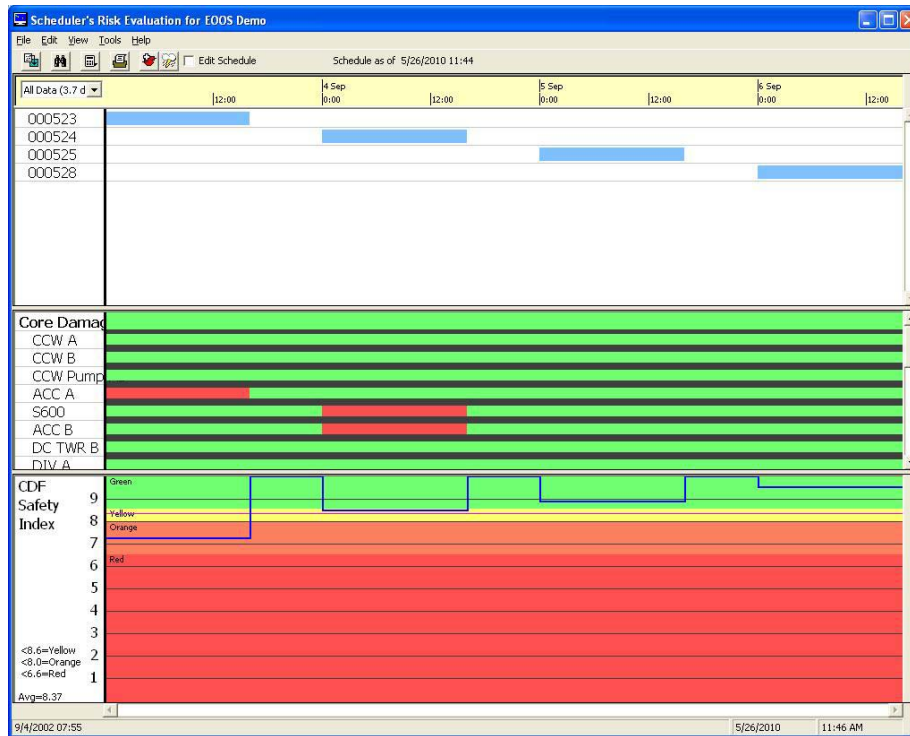 Scheduler's Risk Evaluation for EOOS Demo
File Edit View Tools Help
Edit Schedule
Schedule as of 5/26/2010 11:44
All Data (3.7 d
4 Sep 5 Sep 6 Sep
12:00 0:00 12:00 0:00 12:00 0:00 12:00
000523
000524
000525
000528
Core Damag
CCW A
CCW B
CCW Pump
ACC A
S600
ACC B
DC TWR B
DIV A
CDF
Safety
Index
9
8
7
6
5
4
3
2
1
Green
Yellow
Orange
Red
<8.6=Yellow
<8.0=Orange
<6.6=Red
Avg=8.37
9/4/2002 07:55
5/26/2010
11:46 AM